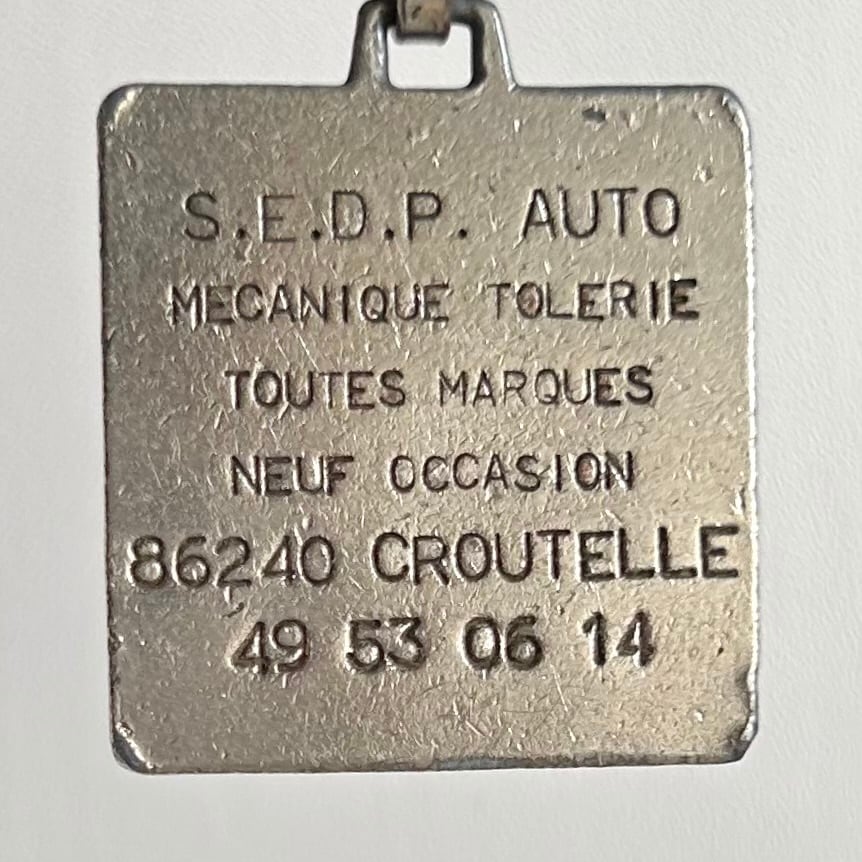 S.E.D.P. AUTO
MECANIQUE TOLERIE
TOUTES MARQUES
NEUF OCCASION
86240 CROUTELLE
49 53 06 14